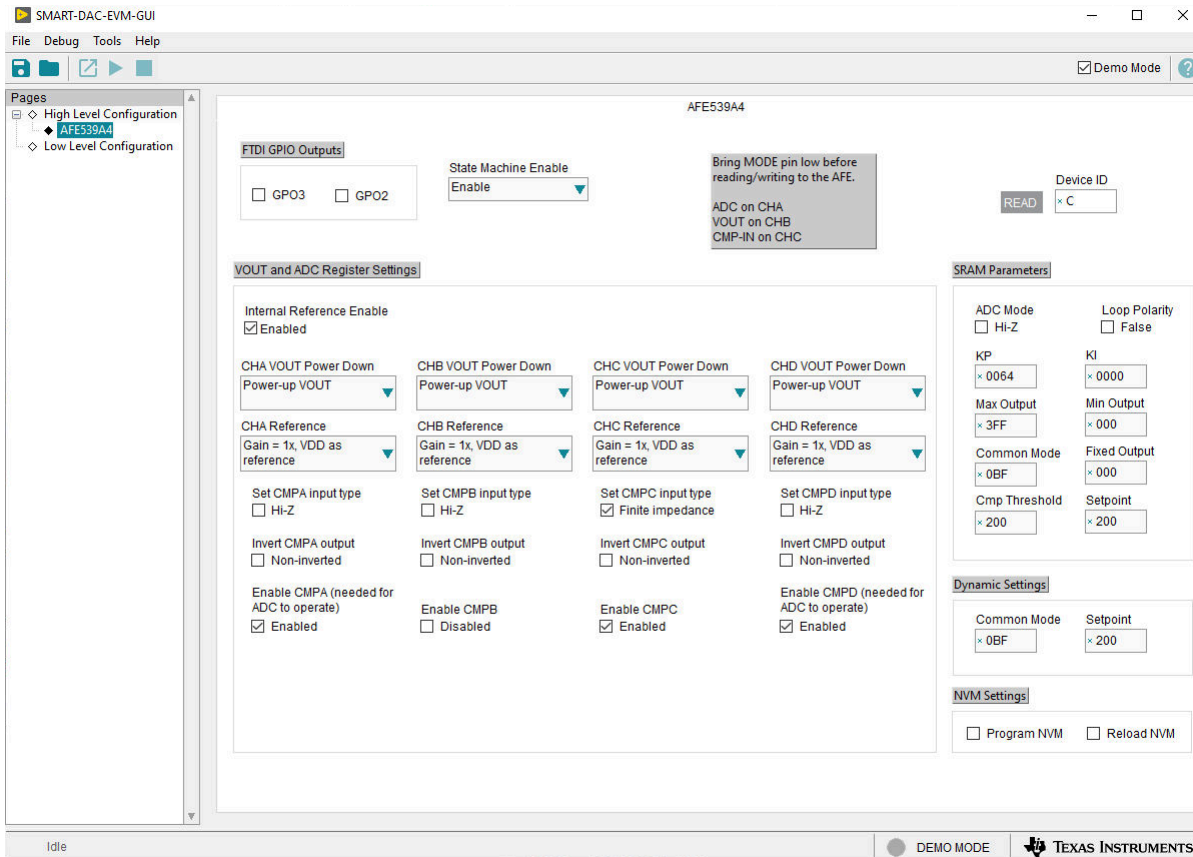 SMART-DAC-EVM-GUI
File Debug Tools Help
Demo Mode ?
Pages
High Level Configuration
AFE539A4
Low Level Configuration
AFE539A4
FTDI GPIO Outputs
GPO3 GPO2
State Machine Enable
Enable
Bring MODE pin low before
reading/writing to the AFE.
ADC on CHA
VOUT on CHB
CMP-IN on CHC
READ
Device ID
× C
VOUT and ADC Register Settings
Internal Reference Enable
Enabled
CHA VOUT Power Down CHB VOUT Power Down CHC VOUT Power Down CHD VOUT Power Down
Power-up VOUT Power-up VOUT Power-up VOUT Power-up VOUT
CHA Reference CHB Reference CHC Reference CHD Reference
Gain = 1x, VDD as Gain = 1x, VDD as Gain = 1x, VDD as Gain = 1x, VDD as
reference reference reference reference
Set CMPA input type Set CMPB input type Set CMPC input type Set CMPD input type
Hi-Z Hi-Z Finite impedance Hi-Z
Invert CMPA output Invert CMPB output Invert CMPC output Invert CMPD output
Non-inverted Non-inverted Non-inverted Non-inverted
Enable CMPA (needed for Enable CMPD (needed for
ADC to operate) Enable CMPB Enable CMPC ADC to operate)
Enabled Disabled Enabled Enabled
SRAM Parameters
ADC Mode Loop Polarity
Hi-Z False
KP KI
× 0064 × 0000
Max Output Min Output
× 3FF × 000
Common Mode Fixed Output
× 0BF × 000
Cmp Threshold Setpoint
× 200 × 200
Dynamic Settings
Common Mode Setpoint
× 0BF × 200
NVM Settings
Program NVM Reload NVM
Idle DEMO MODE TEXAS INSTRUMENTS